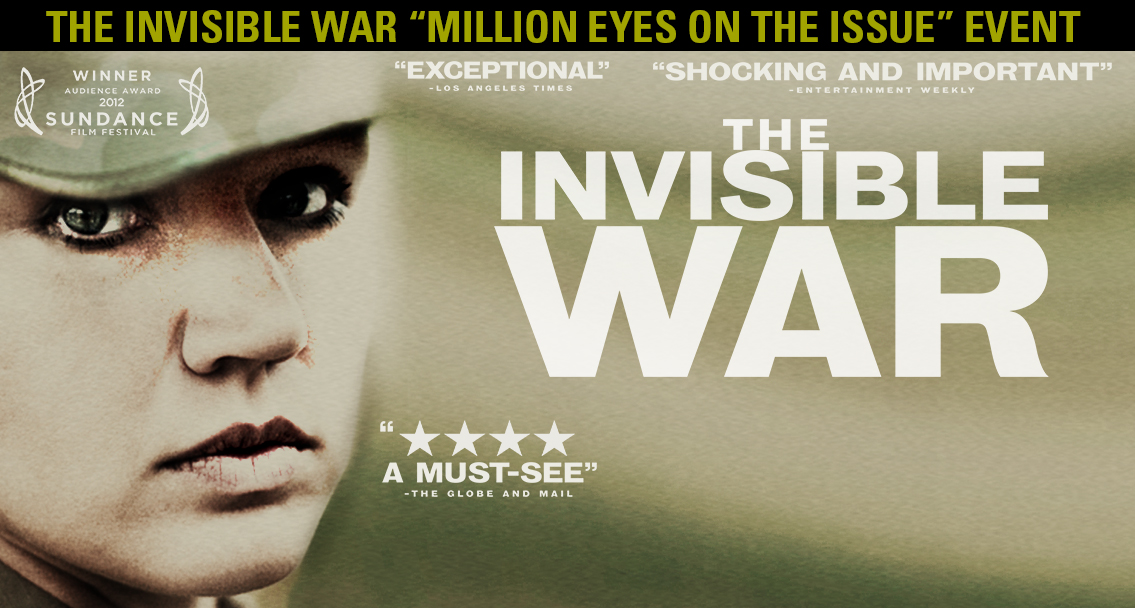 THE INVISIBLE WAR “MILLION EYES ON THE ISSUE” EVENT
WINNER
AUDIENCE AWARD
2012
SUNDANCE
FILM FESTIVAL
“EXCEPTIONAL”
-LOS ANGELES TIMES
“SHOCKING AND IMPORTANT”
-ENTERTAINMENT WEEKLY
THE
INVISIBLE
WAR
“★★★★
A MUST-SEE”
-THE GLOBE AND MAIL